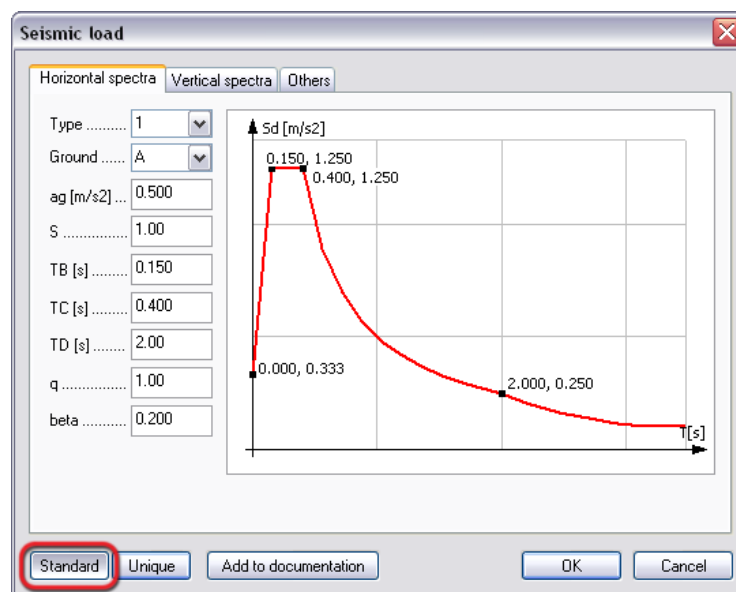 Seismic load
Horizontal spectra Vertical spectra Others
Type .......... 1
Ground ...... A
ag [m/s2] ... 0.500
S ................ 1.00
TB [s] ......... 0.150
TC [s] ......... 0.400
TD [s] ........ 2.00
q ................ 1.00
beta ........... 0.200
Sd [m/s2]
0.150, 1.250
0.400, 1.250
0.000, 0.333
2.000, 0.250
T[s]
Standard Unique Add to documentation OK Cancel